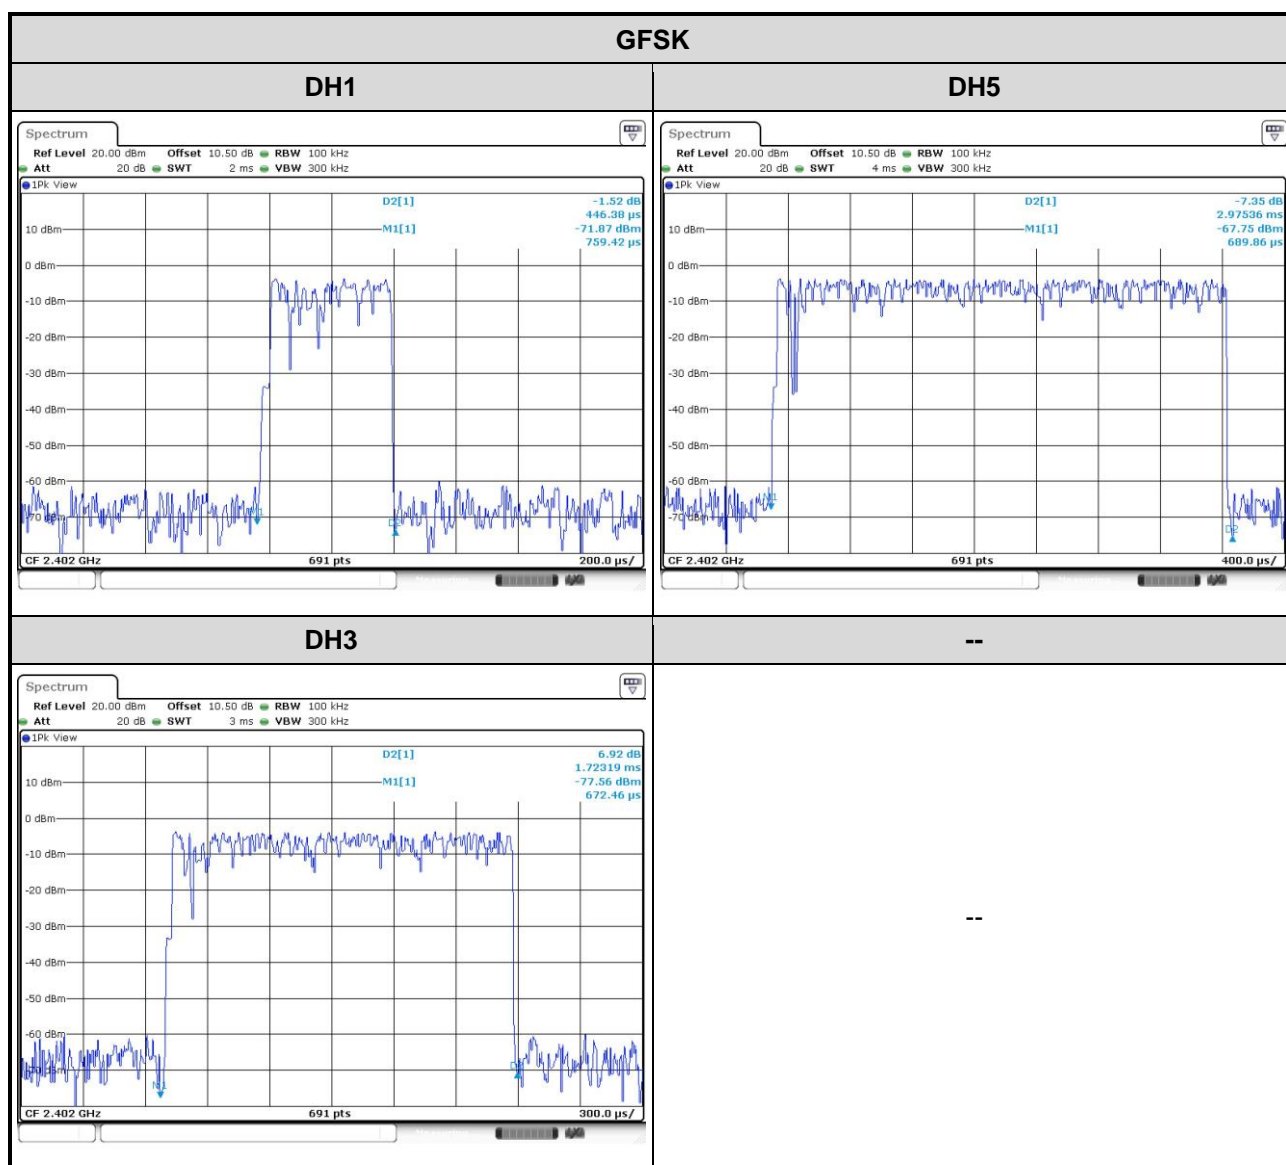 GFSK
DH1
DH5
Spectrum
Ref Level 20.00 dBm Offset 10.50 dB RBW 100 kHz
Att 20 dB SWT 2 ms VBW 300 kHz
1Pk View
D2[1] -1.52 dB
446.38 µs
M1[1] -71.87 dBm
759.42 µs
10 dBm
0 dBm
-10 dBm
-20 dBm
-30 dBm
-40 dBm
-50 dBm
-60 dBm
-70 dBm
CF 2.402 GHz 691 pts 200.0 µs/
Spectrum
Ref Level 20.00 dBm Offset 10.50 dB RBW 100 kHz
Att 20 dB SWT 4 ms VBW 300 kHz
1Pk View
D2[1] -7.35 dB
2.97536 ms
M1[1] -67.75 dBm
689.86 µs
10 dBm
0 dBm
-10 dBm
-20 dBm
-30 dBm
-40 dBm
-50 dBm
-60 dBm
-70 dBm
M1
D2
CF 2.402 GHz 691 pts 400.0 µs/
DH3
--
Spectrum
Ref Level 20.00 dBm Offset 10.50 dB RBW 100 kHz
Att 20 dB SWT 3 ms VBW 300 kHz
1Pk View
D2[1] 6.92 dB
1.72319 ms
M1[1] -77.56 dBm
672.46 µs
10 dBm
0 dBm
-10 dBm
-20 dBm
-30 dBm
-40 dBm
-50 dBm
-60 dBm
-70 dBm
M1
CF 2.402 GHz 691 pts 300.0 µs/
--